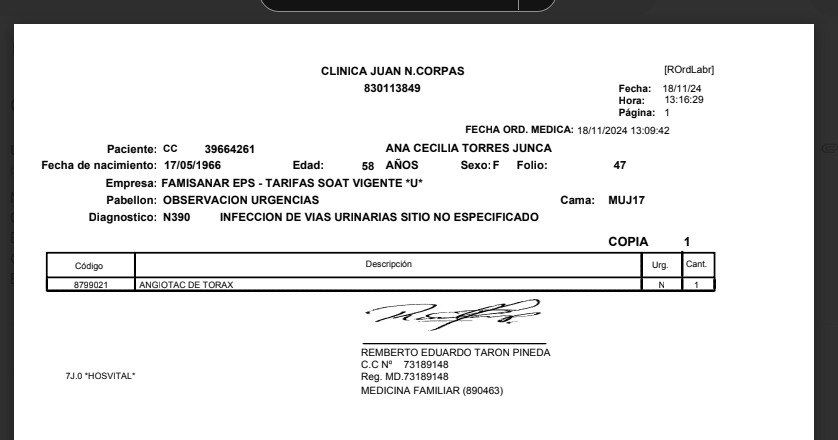 CLINICA JUAN N.CORPAS
830113849
[ROrdLabr]
Fecha: 18/11/24
Hora: 13:16:29
Página: 1
FECHA ORD. MEDICA: 18/11/2024 13:09:42
Paciente: CC 39664261 ANA CECILIA TORRES JUNCA
Fecha de nacimiento: 17/05/1966 Edad: 58 AÑOS Sexo: F Folio: 47
Empresa: FAMISANAR EPS - TARIFAS SOAT VIGENTE *U*
Pabellon: OBSERVACION URGENCIAS Cama: MUJ17
Diagnostico: N390 INFECCION DE VIAS URINARIAS SITIO NO ESPECIFICADO
COPIA 1
Código Descripción Urg. Cant.
8799021 ANGIOTAC DE TORAX N 1
REMBERTO EDUARDO TARON PINEDA
C.C Nº 73189148
Reg. MD.73189148
MEDICINA FAMILIAR (890463)
7J.0 *HOSVITAL*